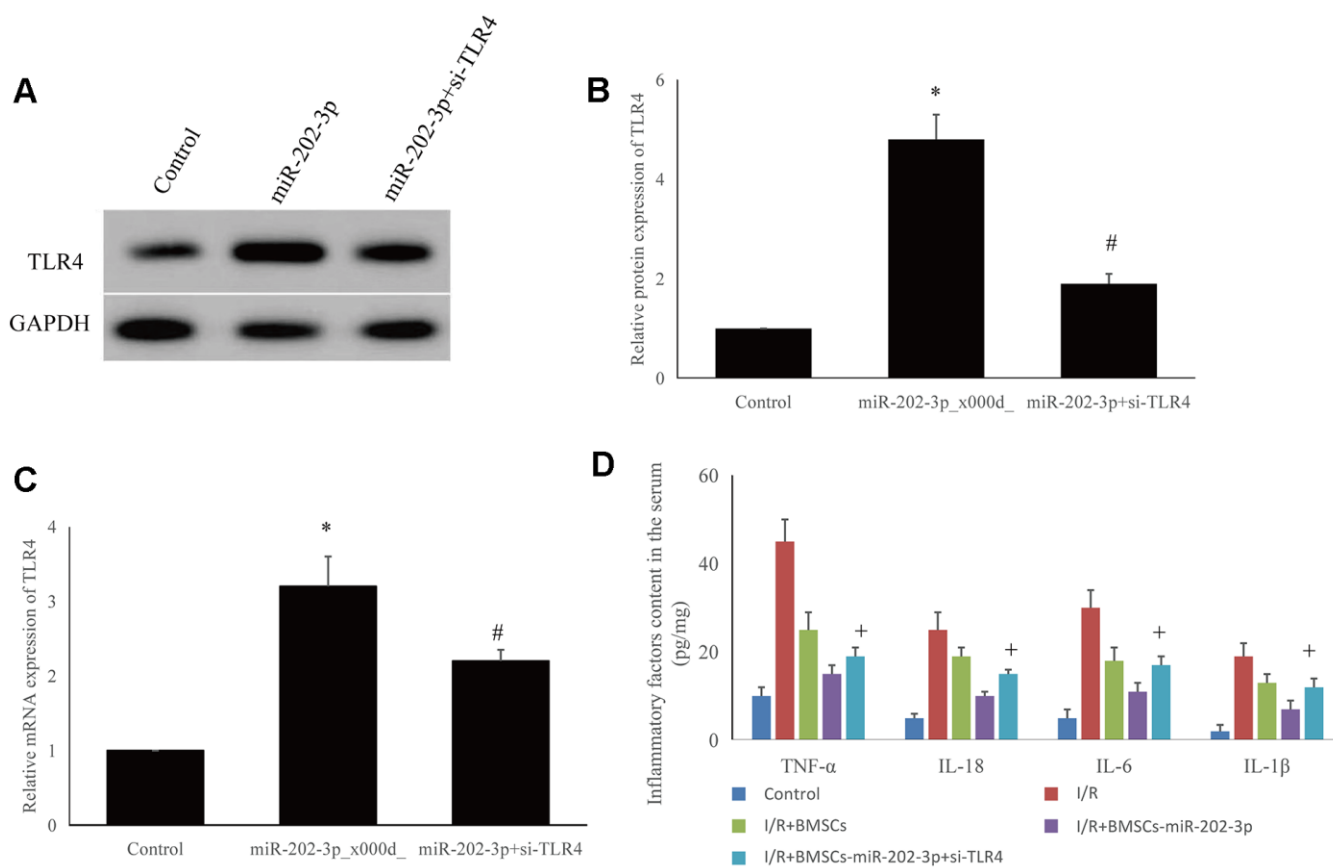 A
Control
miR-202-3p
miR-202-3p+si-TLR4
TLR4
GAPDH
B
Relative protein expression of TLR4
6
4
2
0
*
#
Control
miR-202-3p_x000d_
miR-202-3p+si-TLR4
C
Relative mRNA expression of TLR4
4
3
2
1
0
*
#
Control
miR-202-3p_x000d_
miR-202-3p+si-TLR4
D
Inflammatory factors content in the serum
(pg/mg)
60
40
20
0
+
+
+
+
TNF-α
IL-18
IL-6
IL-1β
Control
I/R
I/R+BMSCs
I/R+BMSCs-miR-202-3p
I/R+BMSCs-miR-202-3p+si-TLR4